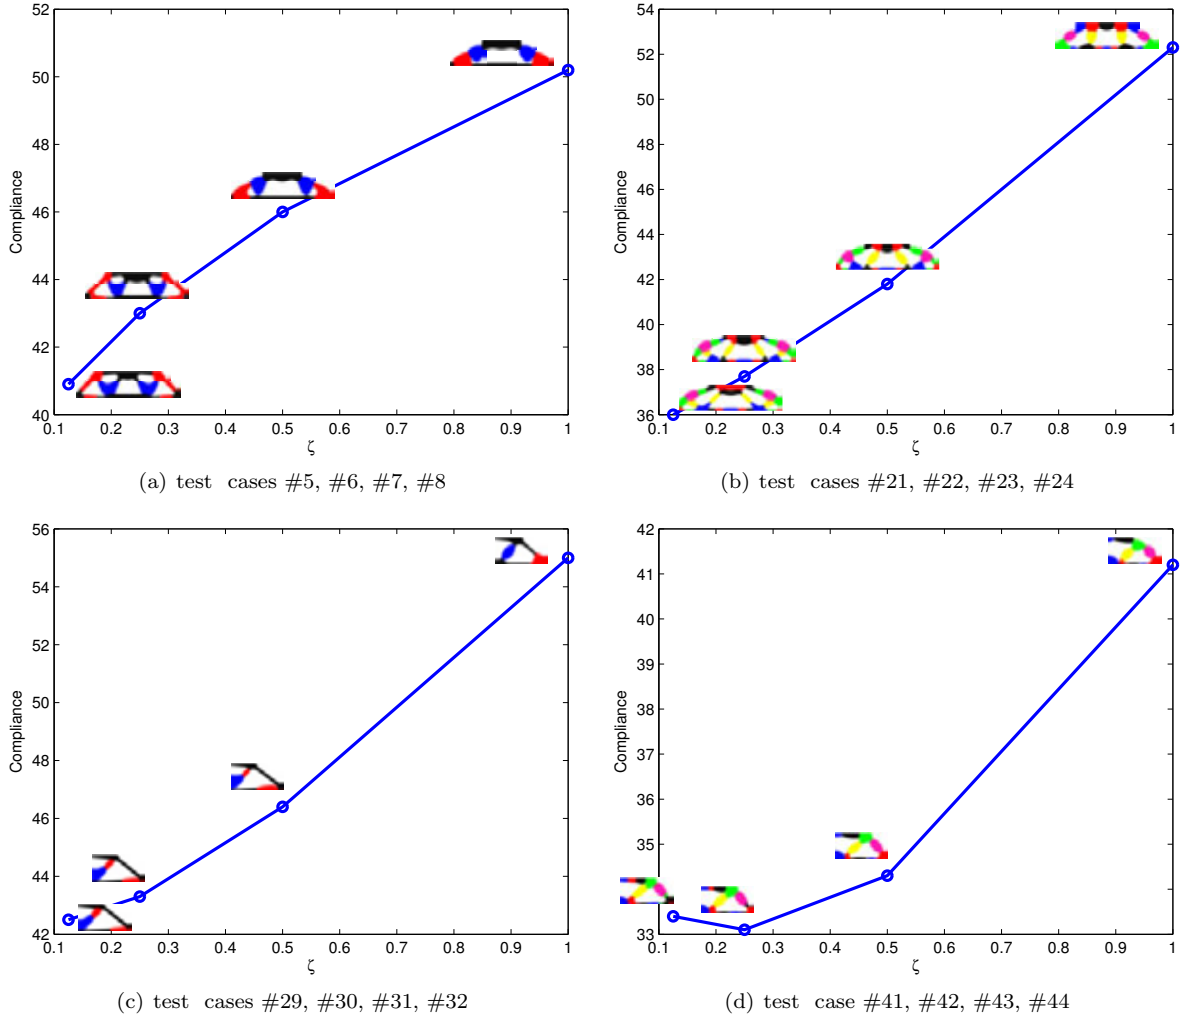 52
50
48
46
44
42
40
Compliance
0.1 0.2 0.3 0.4 0.5 0.6 0.7 0.8 0.9 1
ζ
(a) test cases #5, #6, #7, #8
54
52
50
48
46
44
42
40
38
36
Compliance
0.1 0.2 0.3 0.4 0.5 0.6 0.7 0.8 0.9 1
ζ
(b) test cases #21, #22, #23, #24
56
54
52
50
48
46
44
42
Compliance
0.1 0.2 0.3 0.4 0.5 0.6 0.7 0.8 0.9 1
ζ
(c) test cases #29, #30, #31, #32
42
41
40
39
38
37
36
35
34
33
Compliance
0.1 0.2 0.3 0.4 0.5 0.6 0.7 0.8 0.9 1
ζ
(d) test case #41, #42, #43, #44